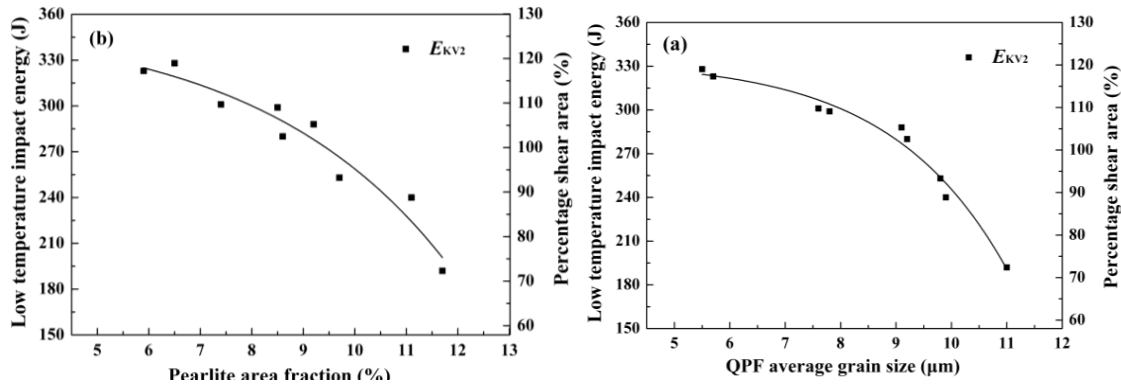 (b)
EKV2
Low temperature impact energy (J)
360
330
300
270
240
210
180
150
130
120
110
100
90
80
70
60
Percentage shear area (%)
5 6 7 8 9 10 11 12 13
Pearlite area fraction (%)
(a)
EKV2
Low temperature impact energy (J)
360
330
300
270
240
210
180
150
130
120
110
100
90
80
70
60
Percentage shear area (%)
5 6 7 8 9 10 11 12
QPF average grain size (μm)